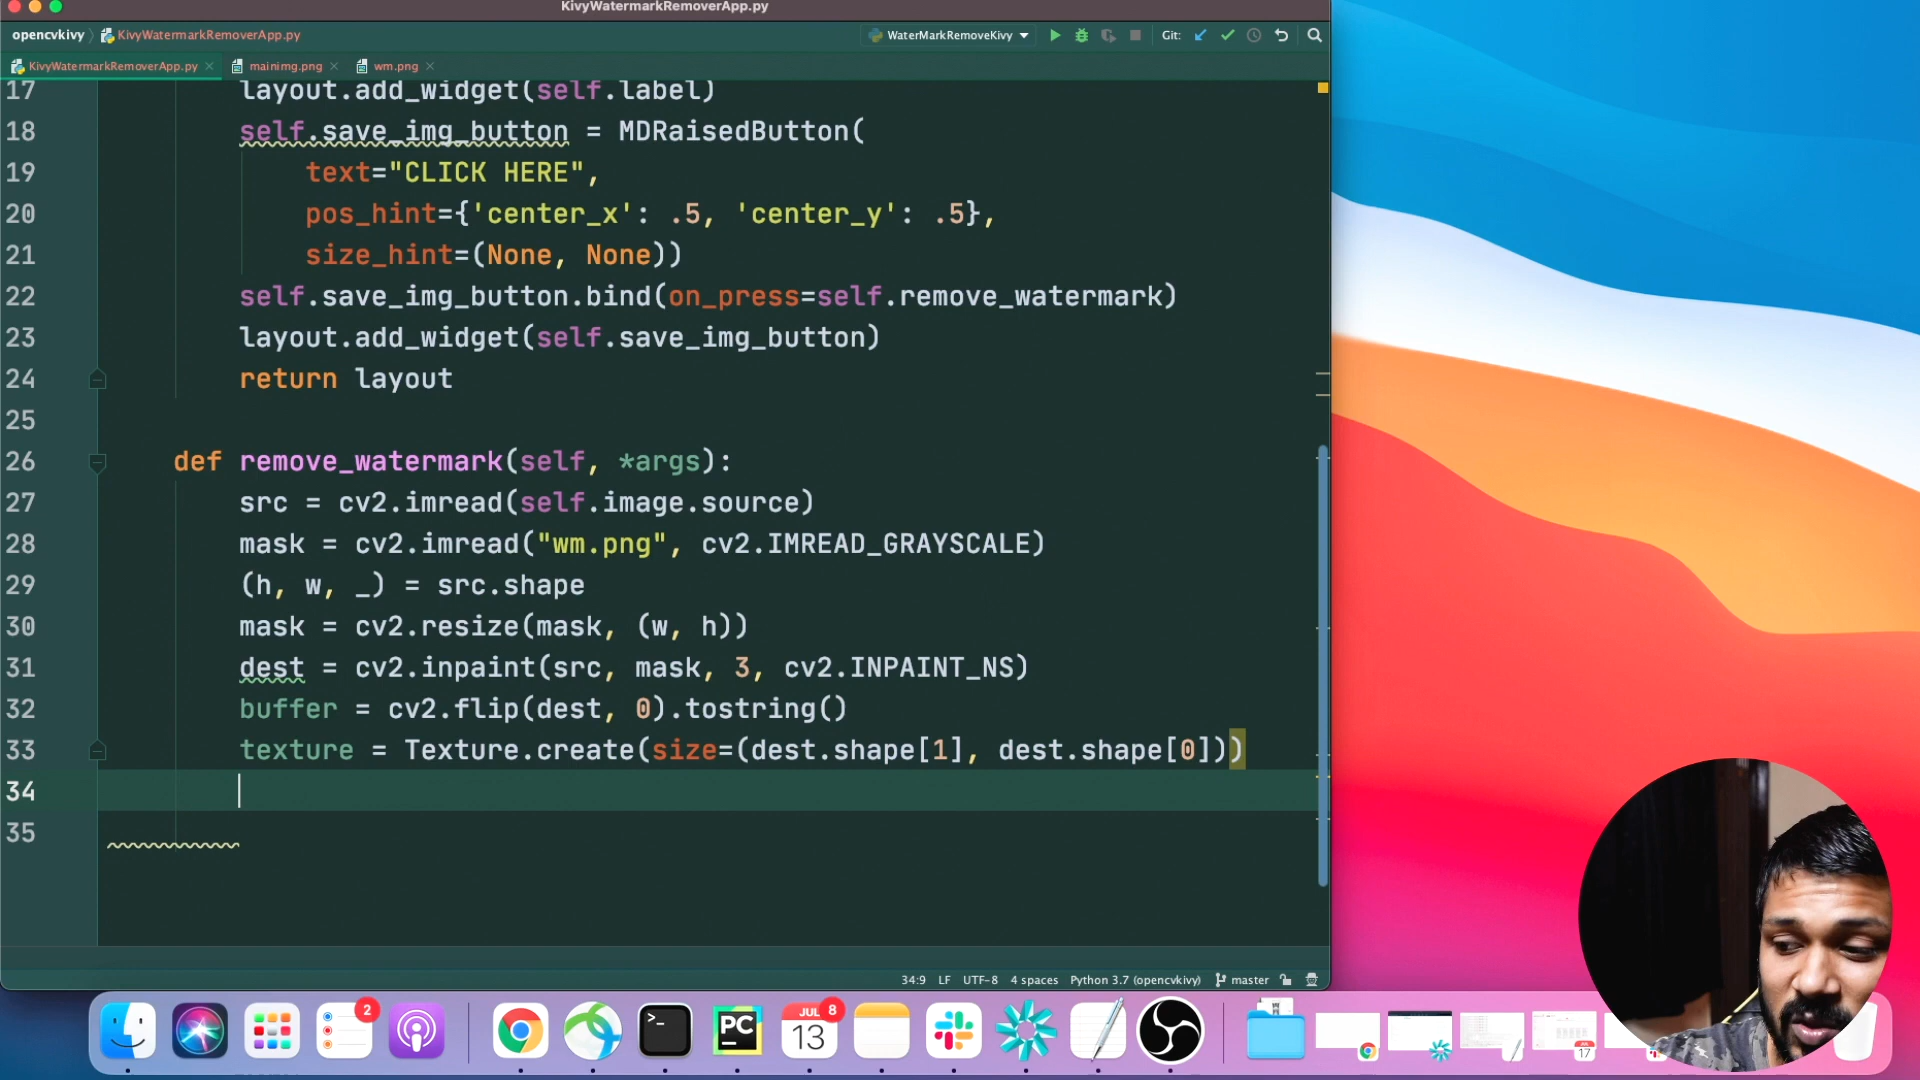 KivyWatermarkRemoverApp.py
opencvkivy
KivyWatermarkRemoverApp.py
WaterMarkRemoveKivy
Git:
KivyWatermarkRemoverApp.py
mainimg.png
wm.png
17 layout.add_widget(self.label)
18 self.save_img_button = MDRaisedButton(
19 text="CLICK HERE",
20 pos_hint={'center_x': .5, 'center_y': .5},
21 size_hint=(None, None))
22 self.save_img_button.bind(on_press=self.remove_watermark)
23 layout.add_widget(self.save_img_button)
24 return layout
25
26 def remove_watermark(self, *args):
27 src = cv2.imread(self.image.source)
28 mask = cv2.imread("wm.png", cv2.IMREAD_GRAYSCALE)
29 (h, w, _) = src.shape
30 mask = cv2.resize(mask, (w, h))
31 dest = cv2.inpaint(src, mask, 3, cv2.INPAINT_NS)
32 buffer = cv2.flip(dest, 0).tostring()
33 texture = Texture.create(size=(dest.shape[1], dest.shape[0]))
34
35
34:9 LF UTF-8 4 spaces Python 3.7 (opencvkivy) master
2
>_
PC
JUL
13
8
17